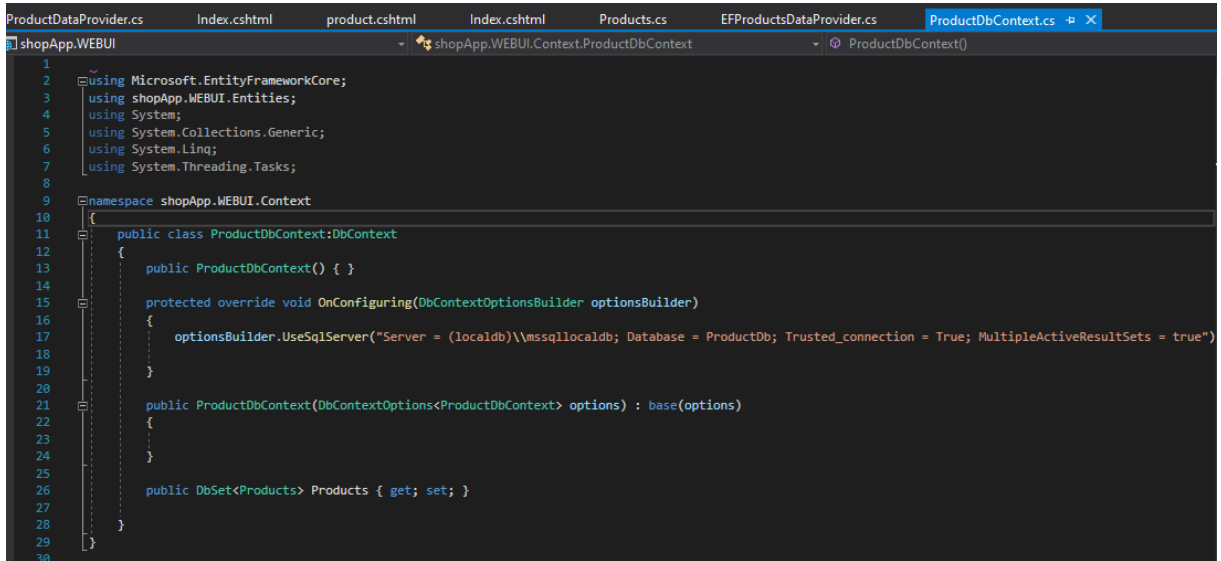 ProductDataProvider.cs Index.cshtml product.cshtml Index.cshtml Products.cs EFProductsDataProvider.cs ProductDbContext.cs
shopApp.WEBUI shopApp.WEBUI.Context.ProductDbContext ProductDbContext()
1
2 using Microsoft.EntityFrameworkCore;
3 using shopApp.WEBUI.Entities;
4 using System;
5 using System.Collections.Generic;
6 using System.Linq;
7 using System.Threading.Tasks;
8
9 namespace shopApp.WEBUI.Context
10 {
11 public class ProductDbContext:DbContext
12 {
13 public ProductDbContext() { }
14
15 protected override void OnConfiguring(DbContextOptionsBuilder optionsBuilder)
16 {
17 optionsBuilder.UseSqlServer("Server = (localdb)\\mssqllocaldb; Database = ProductDb; Trusted_connection = True; MultipleActiveResultSets = true")
18
19 }
20
21 public ProductDbContext(DbContextOptions<ProductDbContext> options) : base(options)
22 {
23
24 }
25
26 public DbSet<Products> Products { get; set; }
27
28 }
29 }
30